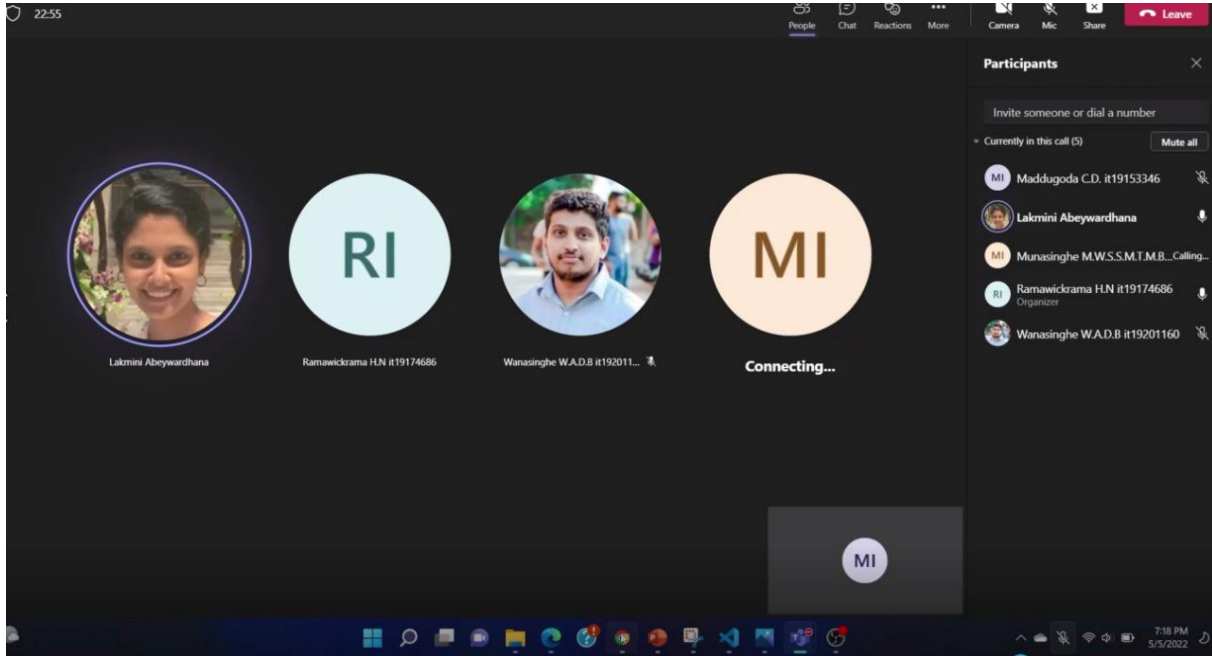 22:55
People Chat Reactions More Camera Mic Share Leave
Participants
Invite someone or dial a number
Currently in this call (5) Mute all
MI Maddugoda C.D. it19153346
Lakmini Abeywardhana
MI Munasinghe M.W.S.S.M.T.M.B... Calling...
RI Ramawickrama H.N it19174686
Organizer
Wanasinghe W.A.D.B it19201160
RI
MI
Lakmini Abeywardhana
Ramawickrama H.N it19174686
Wanasinghe W.A.D.B it192011...
Connecting...
MI
7:18 PM
5/5/2022